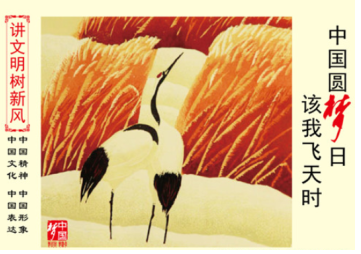 讲文明树新风
中国精神 中国形象
中国文化 中国表达
中国圆梦日
该我飞天时
中国梦